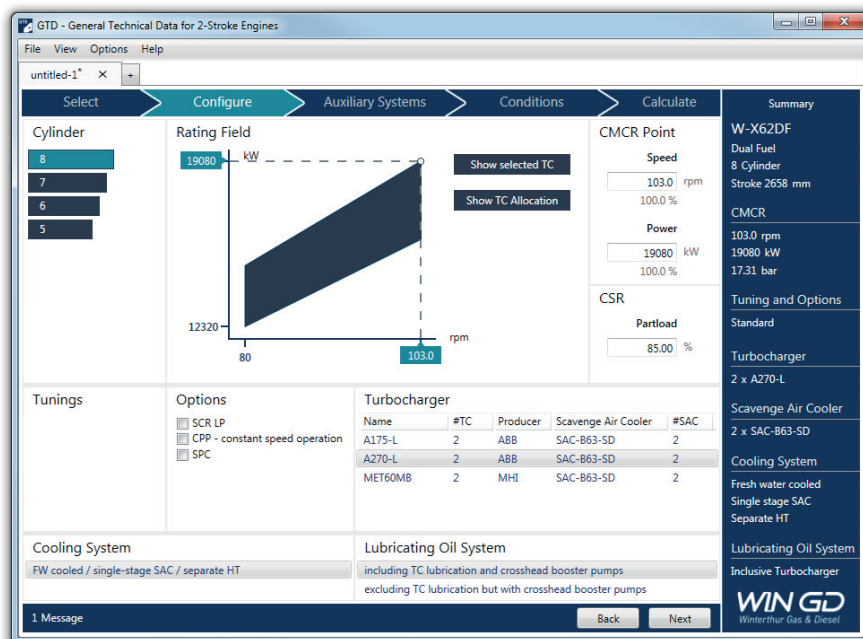 GTD - General Technical Data for 2-Stroke Engines
File View Options Help
untitled-1* × +
Select Configure Auxiliary Systems Conditions Calculate
Cylinder
8
7
6
5
Rating Field
19080 kW
12320
80 103.0 rpm
Show selected TC
Show TC Allocation
CMCR Point
Speed
103.0 rpm
100.0 %
Power
19080 kW
100.0 %
CSR
Partload
85.00 %
Tunings
Options
SCR LP
CPP - constant speed operation
SPC
Turbocharger
Name #TC Producer Scavenge Air Cooler #SAC
A175-L 2 ABB SAC-B63-SD 2
A270-L 2 ABB SAC-B63-SD 2
MET60MB 2 MHI SAC-B63-SD 2
Cooling System
FW cooled / single-stage SAC / separate HT
Lubricating Oil System
including TC lubrication and crosshead booster pumps
excluding TC lubrication but with crosshead booster pumps
1 Message Back Next
Summary
W-X62DF
Dual Fuel
8 Cylinder
Stroke 2658 mm
CMCR
103.0 rpm
19080 kW
17.31 bar
Tuning and Options
Standard
Turbocharger
2 x A270-L
Scavenge Air Cooler
2 x SAC-B63-SD
Cooling System
Fresh water cooled
Single stage SAC
Separate HT
Lubricating Oil System
Inclusive Turbocharger
WIN GD
Winterthur Gas & Diesel